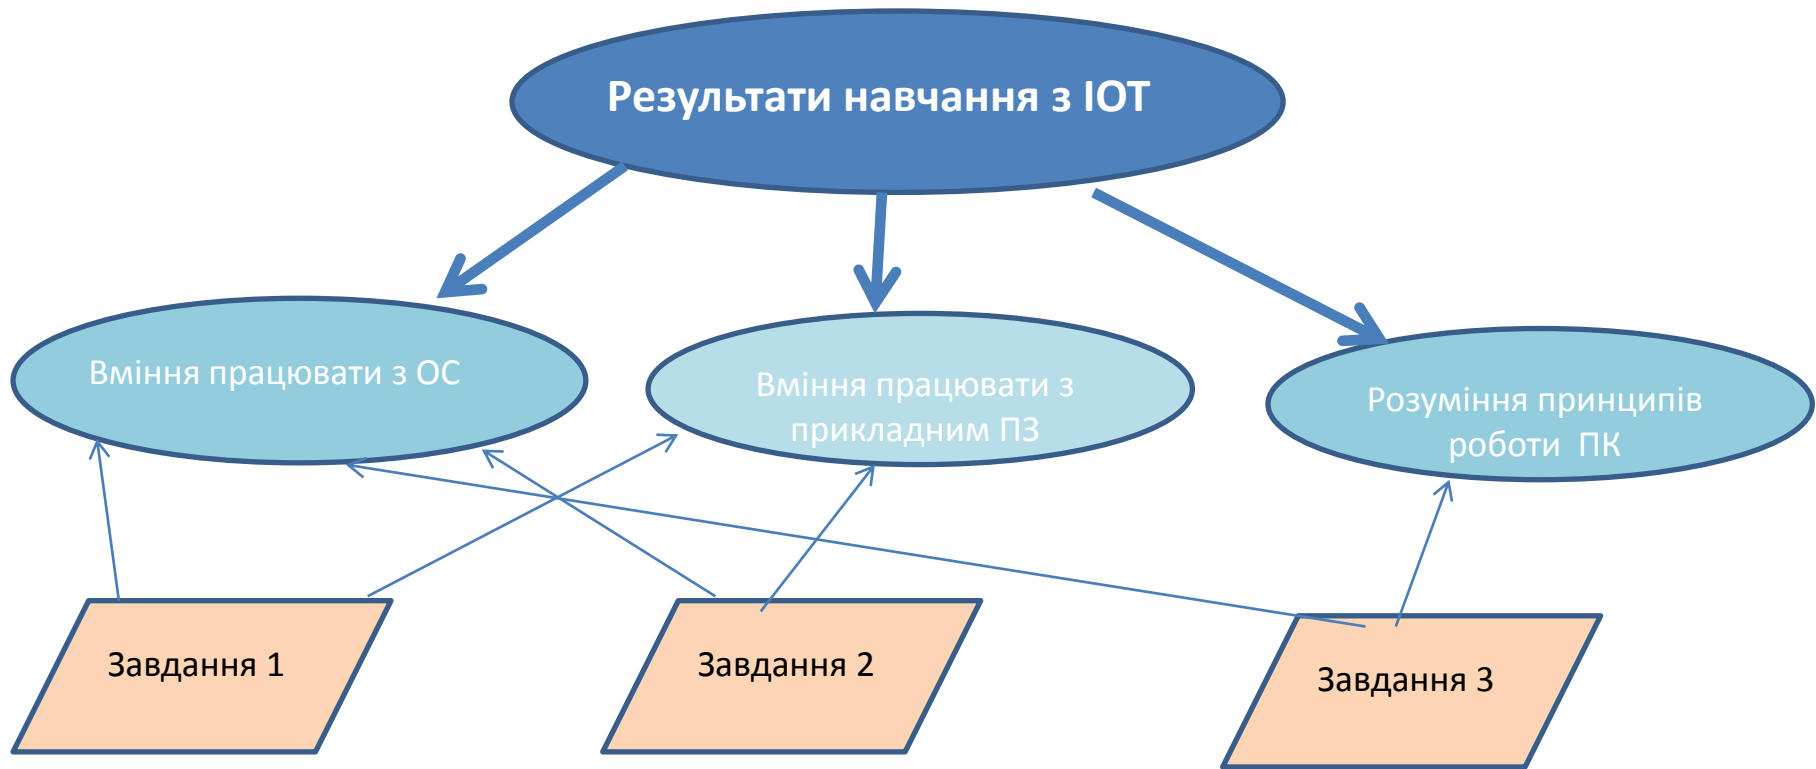 Результати навчання з ІОТ
Вміння працювати з ОС
Вміння працювати з
прикладним ПЗ
Розуміння принципів
роботи ПК
Завдання 1
Завдання 2
Завдання 3